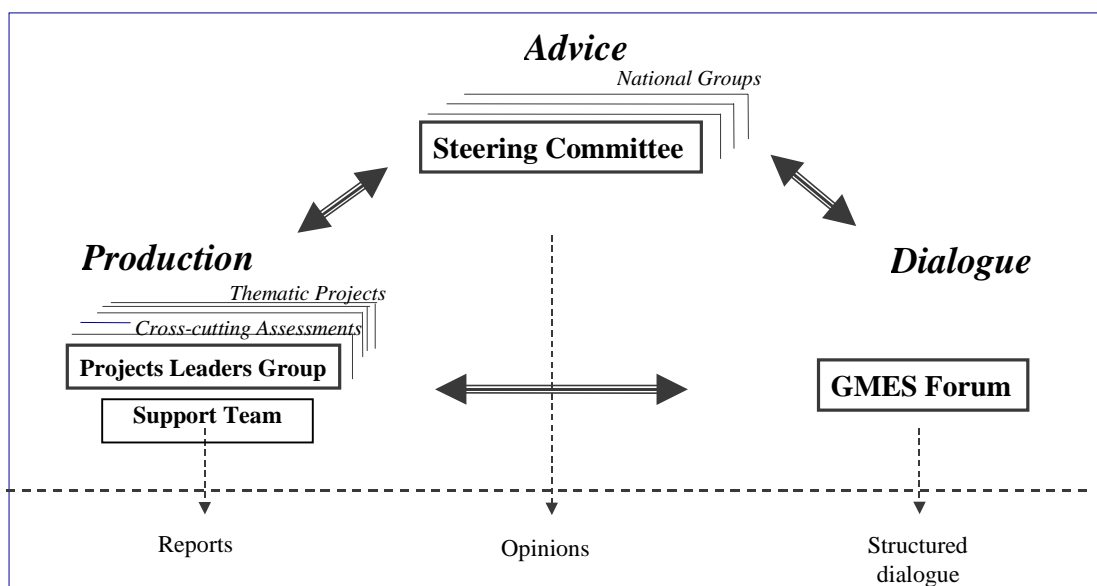 Advice
National Groups
Steering Committee
Production
Dialogue
Thematic Projects
Cross-cutting Assessments
Projects Leaders Group
GMES Forum
Support Team
Reports
Opinions
Structured
dialogue